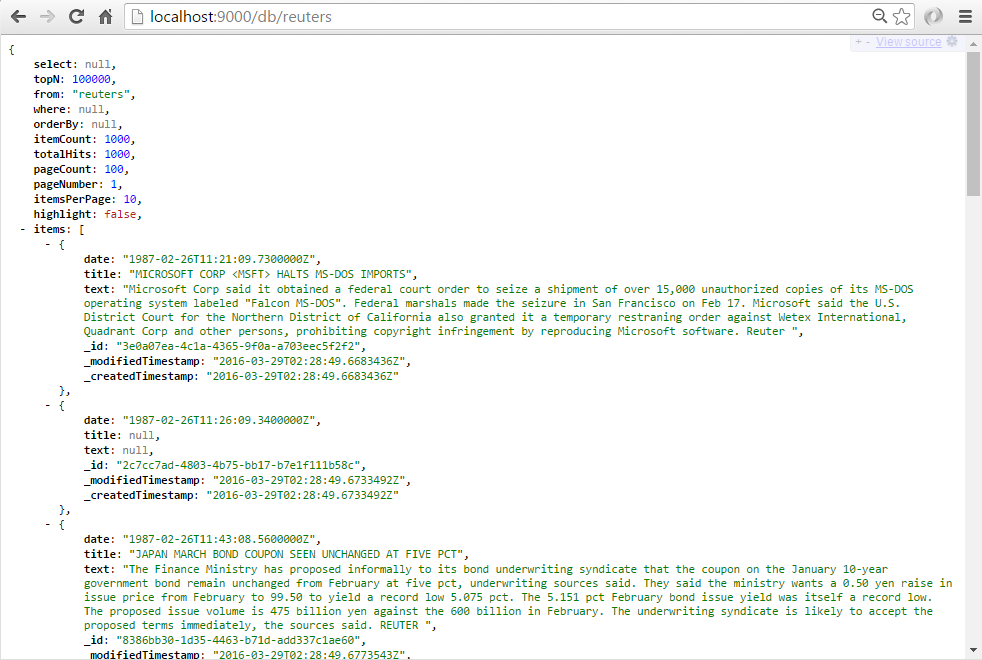 localhost:9000/db/reuters
+ - View source
{
select: null,
topN: 100000,
from: "reuters",
where: null,
orderBy: null,
itemCount: 1000,
totalHits: 1000,
pageCount: 100,
pageNumber: 1,
itemsPerPage: 10,
highlight: false,
- items: [
- {
date: "1987-02-26T11:21:09.7300000Z",
title: "MICROSOFT CORP <MSFT> HALTS MS-DOS IMPORTS",
text: "Microsoft Corp said it obtained a federal court order to seize a shipment of over 15,000 unauthorized copies of its MS-DOS
operating system labeled "Falcon MS-DOS". Federal marshals made the seizure in San Francisco on Feb 17. Microsoft said the U.S.
District Court for the Northern District of California also granted it a temporary restraning order against Wetex International,
Quadrant Corp and other persons, prohibiting copyright infringement by reproducing Microsoft software. Reuter ",
_id: "3e0a07ea-4c1a-4365-9f0a-a703eec5f2f2",
_modifiedTimestamp: "2016-03-29T02:28:49.6683436Z",
_createdTimestamp: "2016-03-29T02:28:49.6683436Z"
},
- {
date: "1987-02-26T11:26:09.3400000Z",
title: null,
text: null,
_id: "2c7cc7ad-4803-4b75-bb17-b7e1f111b58c",
_modifiedTimestamp: "2016-03-29T02:28:49.6733492Z",
_createdTimestamp: "2016-03-29T02:28:49.6733492Z"
},
- {
date: "1987-02-26T11:43:08.5600000Z",
title: "JAPAN MARCH BOND COUPON SEEN UNCHANGED AT FIVE PCT",
text: "The Finance Ministry has proposed informally to its bond underwriting syndicate that the coupon on the January 10-year
government bond remain unchanged from February at five pct, underwriting sources said. They said the ministry wants a 0.50 yen raise in
issue price from February to 99.50 to yield a record low 5.075 pct. The 5.151 pct February bond issue yield was itself a record low.
The proposed issue volume is 475 billion yen against the 600 billion in February. The underwriting syndicate is likely to accept the
proposed terms immediately, the sources said. REUTER ",
_id: "8386bb30-1d35-4463-b71d-add337c1ae60",
_modifiedTimestamp: "2016-03-29T02:28:49.6773543Z",